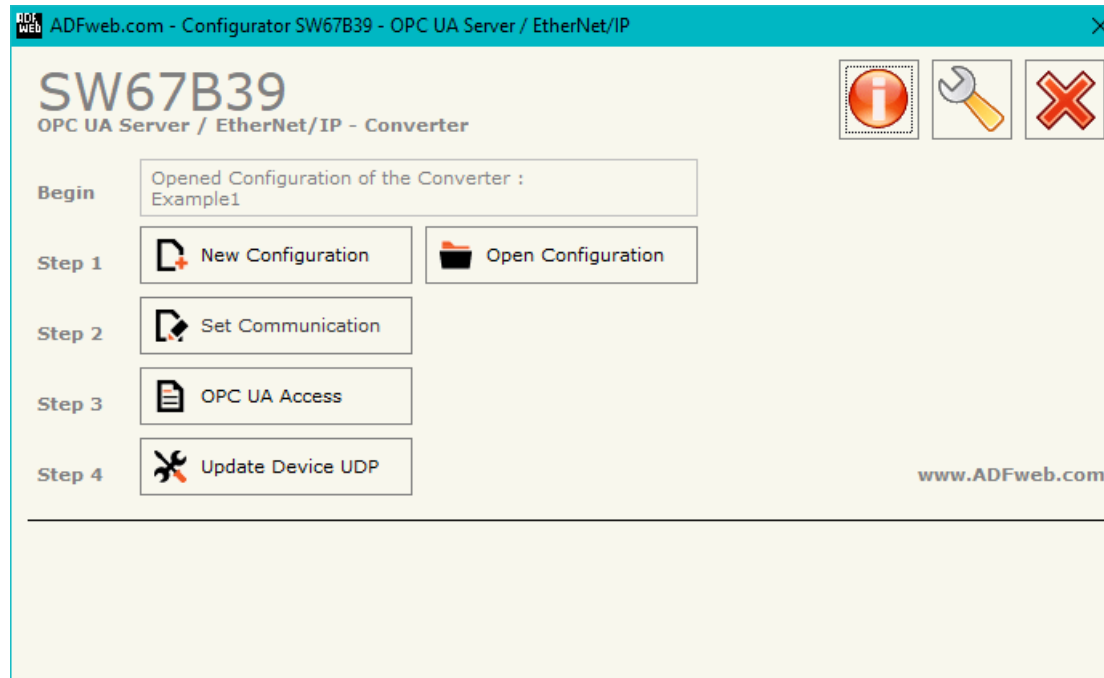 ADF
web
ADFweb.com - Configurator SW67B39 - OPC UA Server / EtherNet/IP
SW67B39
OPC UA Server / EtherNet/IP - Converter
Begin
Opened Configuration of the Converter :
Example1
Step 1
New Configuration
Open Configuration
Step 2
Set Communication
Step 3
OPC UA Access
Step 4
Update Device UDP
www.ADFweb.com